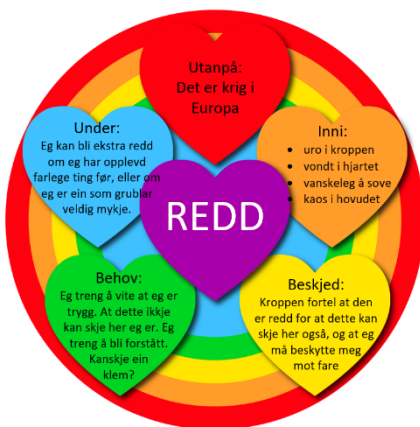 Utanpå:
Det er krig i
Europa
Under:
Eg kan bli ekstra redd
om eg har opplevd
farlege ting før, eller om
eg er ein som grublar
veldig mykje.
Inni:
• uro i kroppen
• vondt i hjartet
• vanskeleg å sove
• kaos i hovudet
REDD
Behov:
Eg treng å vite at eg er
trygg. At dette ikkje
kan skje her eg er. Eg
treng å bli forstått.
Kanskje ein
klem?
Beskjed:
Kroppen fortel at den
er redd for at dette kan
skje her også, og at eg
må beskytte meg
mot fare